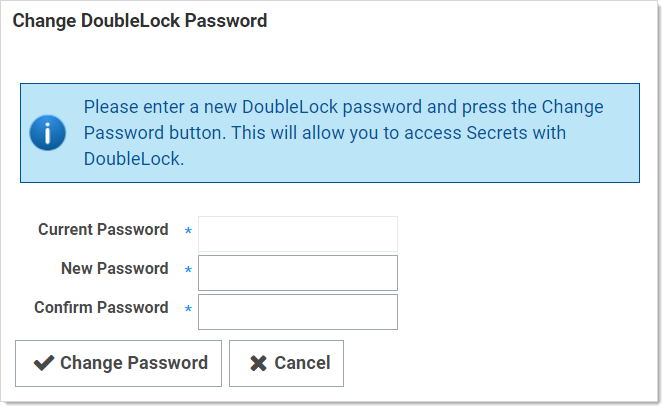 Change DoubleLock Password
Please enter a new DoubleLock password and press the Change
Password button. This will allow you to access Secrets with
DoubleLock.
Current Password *
New Password *
Confirm Password *
Change Password Cancel